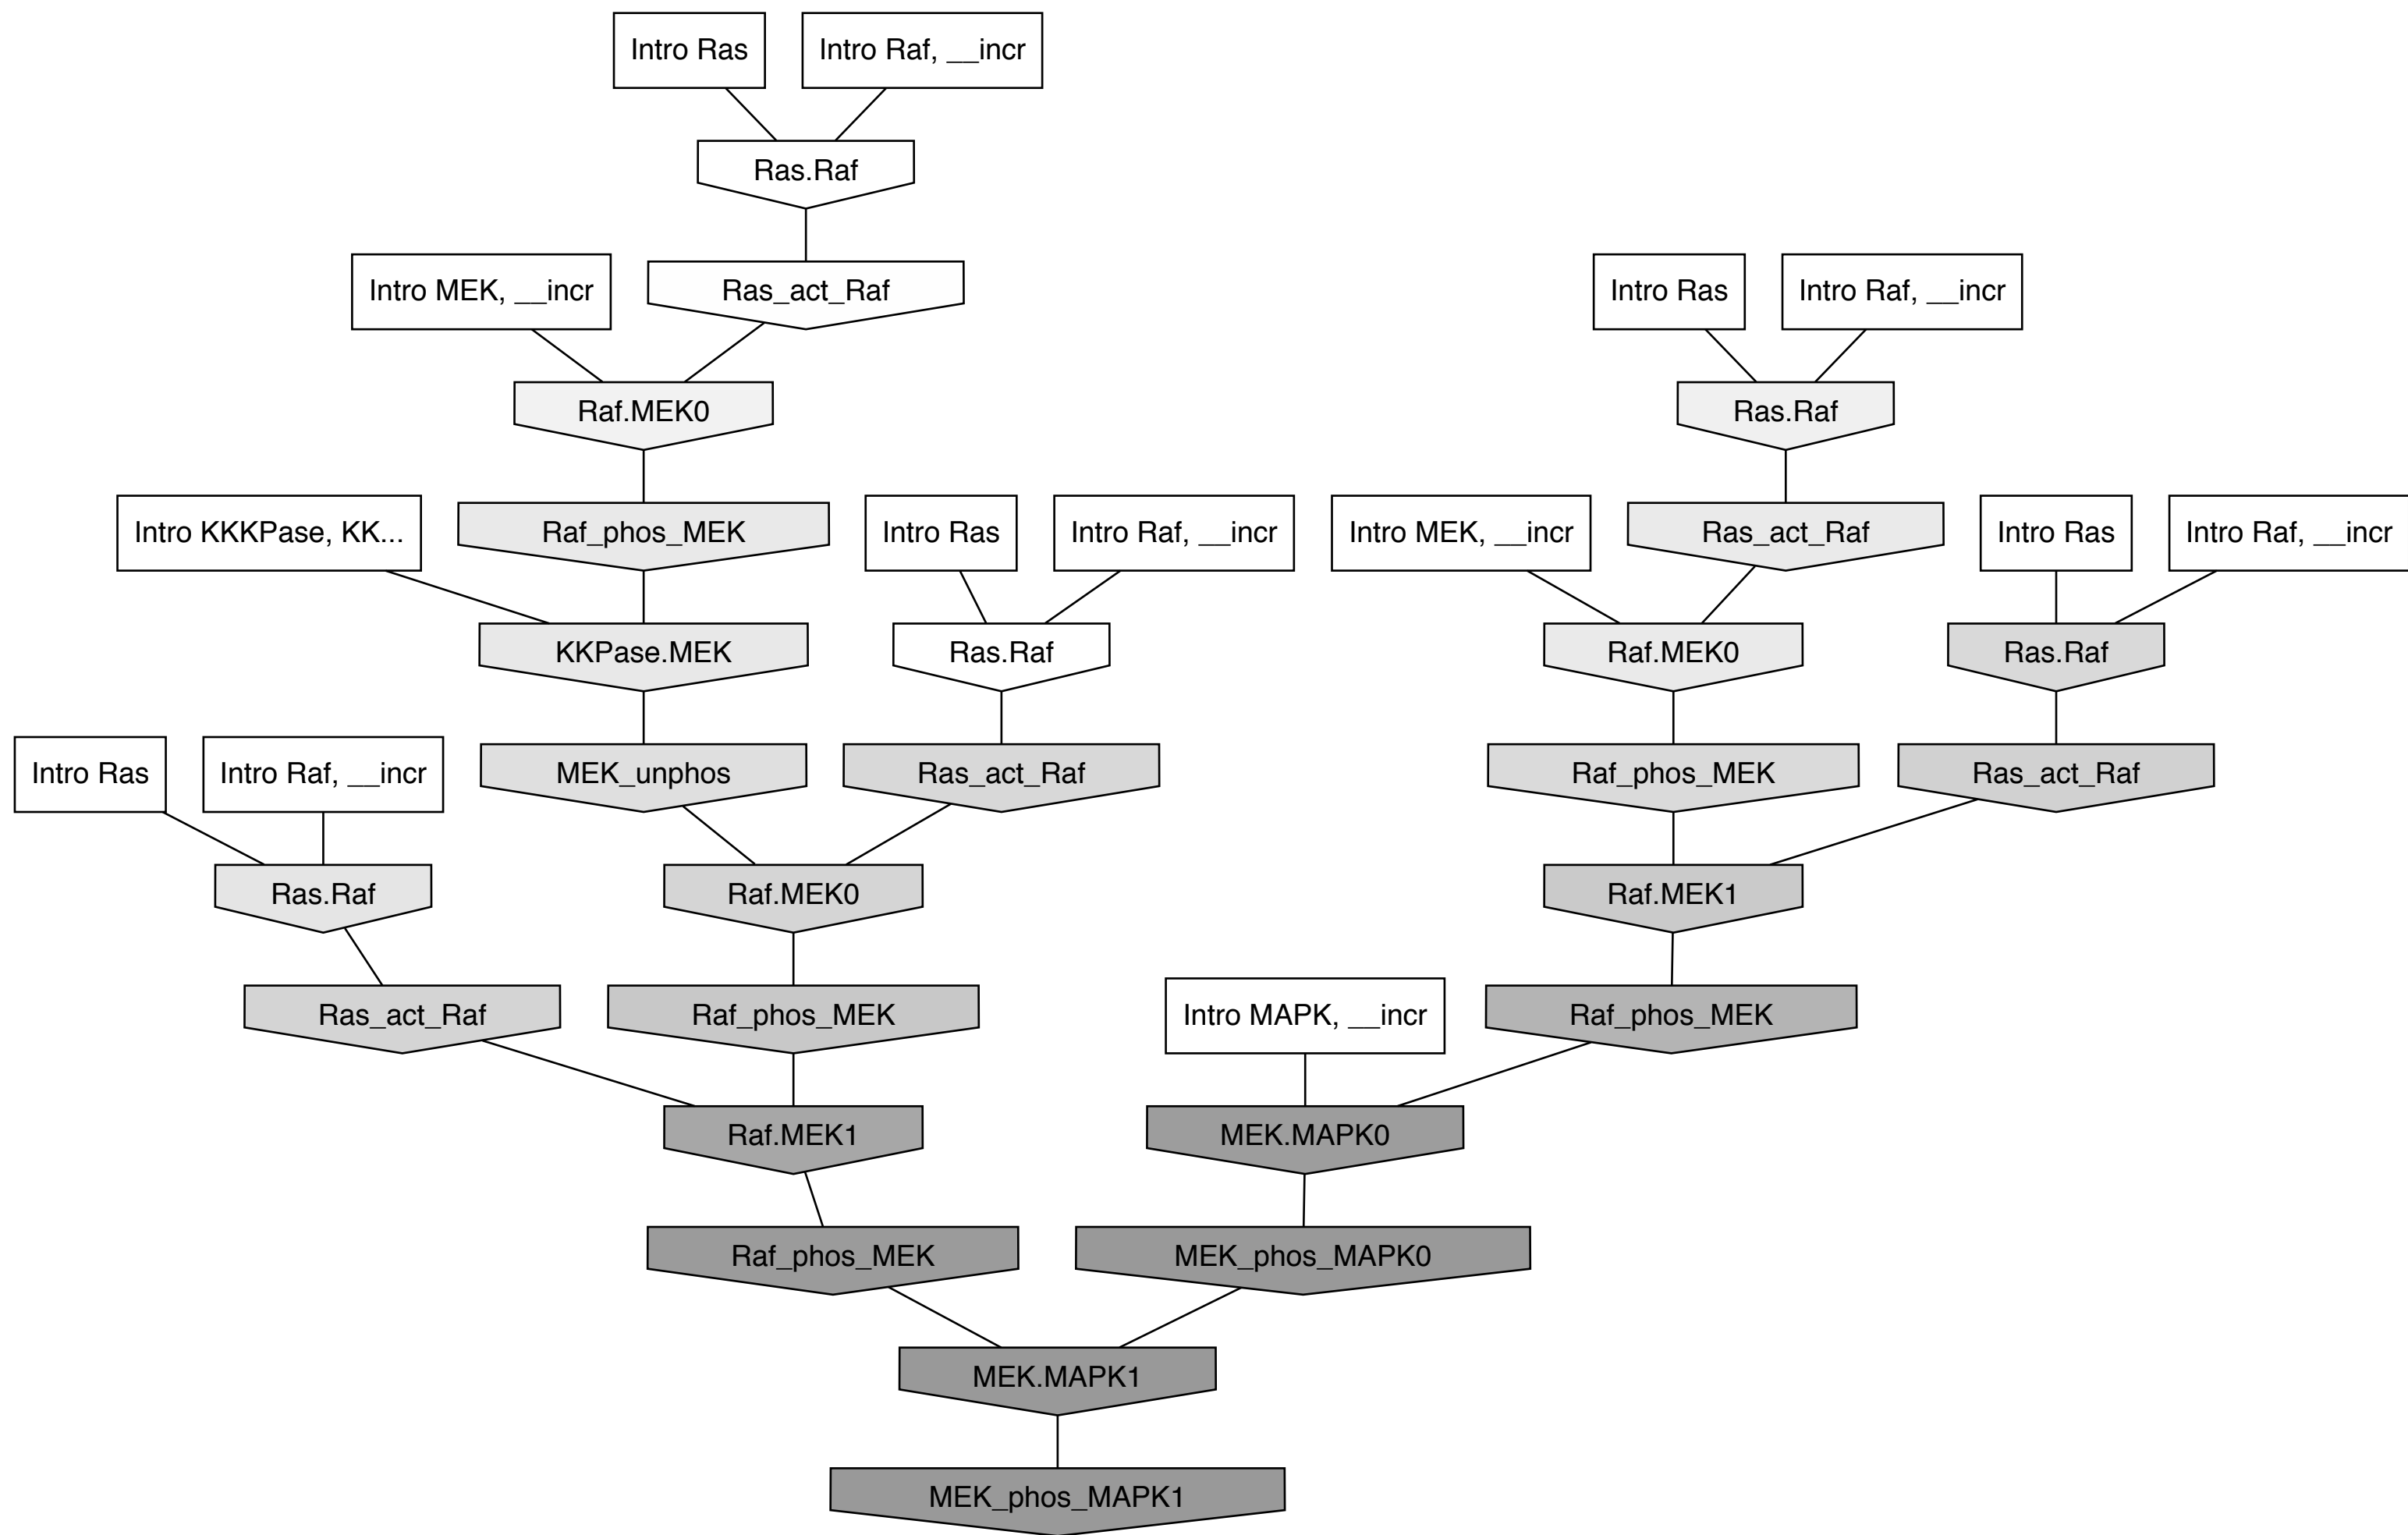 Intro Ras
Intro Raf, __incr
Ras.Raf
Intro MEK, __incr
Ras_act_Raf
Intro Ras
Intro Raf, __incr
Raf.MEK0
Ras.Raf
Intro KKKPase, KK...
Raf_phos_MEK
Intro Ras
Intro Raf, __incr
Intro MEK, __incr
Ras_act_Raf
Intro Ras
Intro Raf, __incr
KKPase.MEK
Ras.Raf
Raf.MEK0
Ras.Raf
Intro Ras
Intro Raf, __incr
MEK_unphos
Ras_act_Raf
Raf_phos_MEK
Ras_act_Raf
Ras.Raf
Raf.MEK0
Raf.MEK1
Ras_act_Raf
Raf_phos_MEK
Intro MAPK, __incr
Raf_phos_MEK
Raf.MEK1
MEK.MAPK0
Raf_phos_MEK
MEK_phos_MAPK0
MEK.MAPK1
MEK_phos_MAPK1